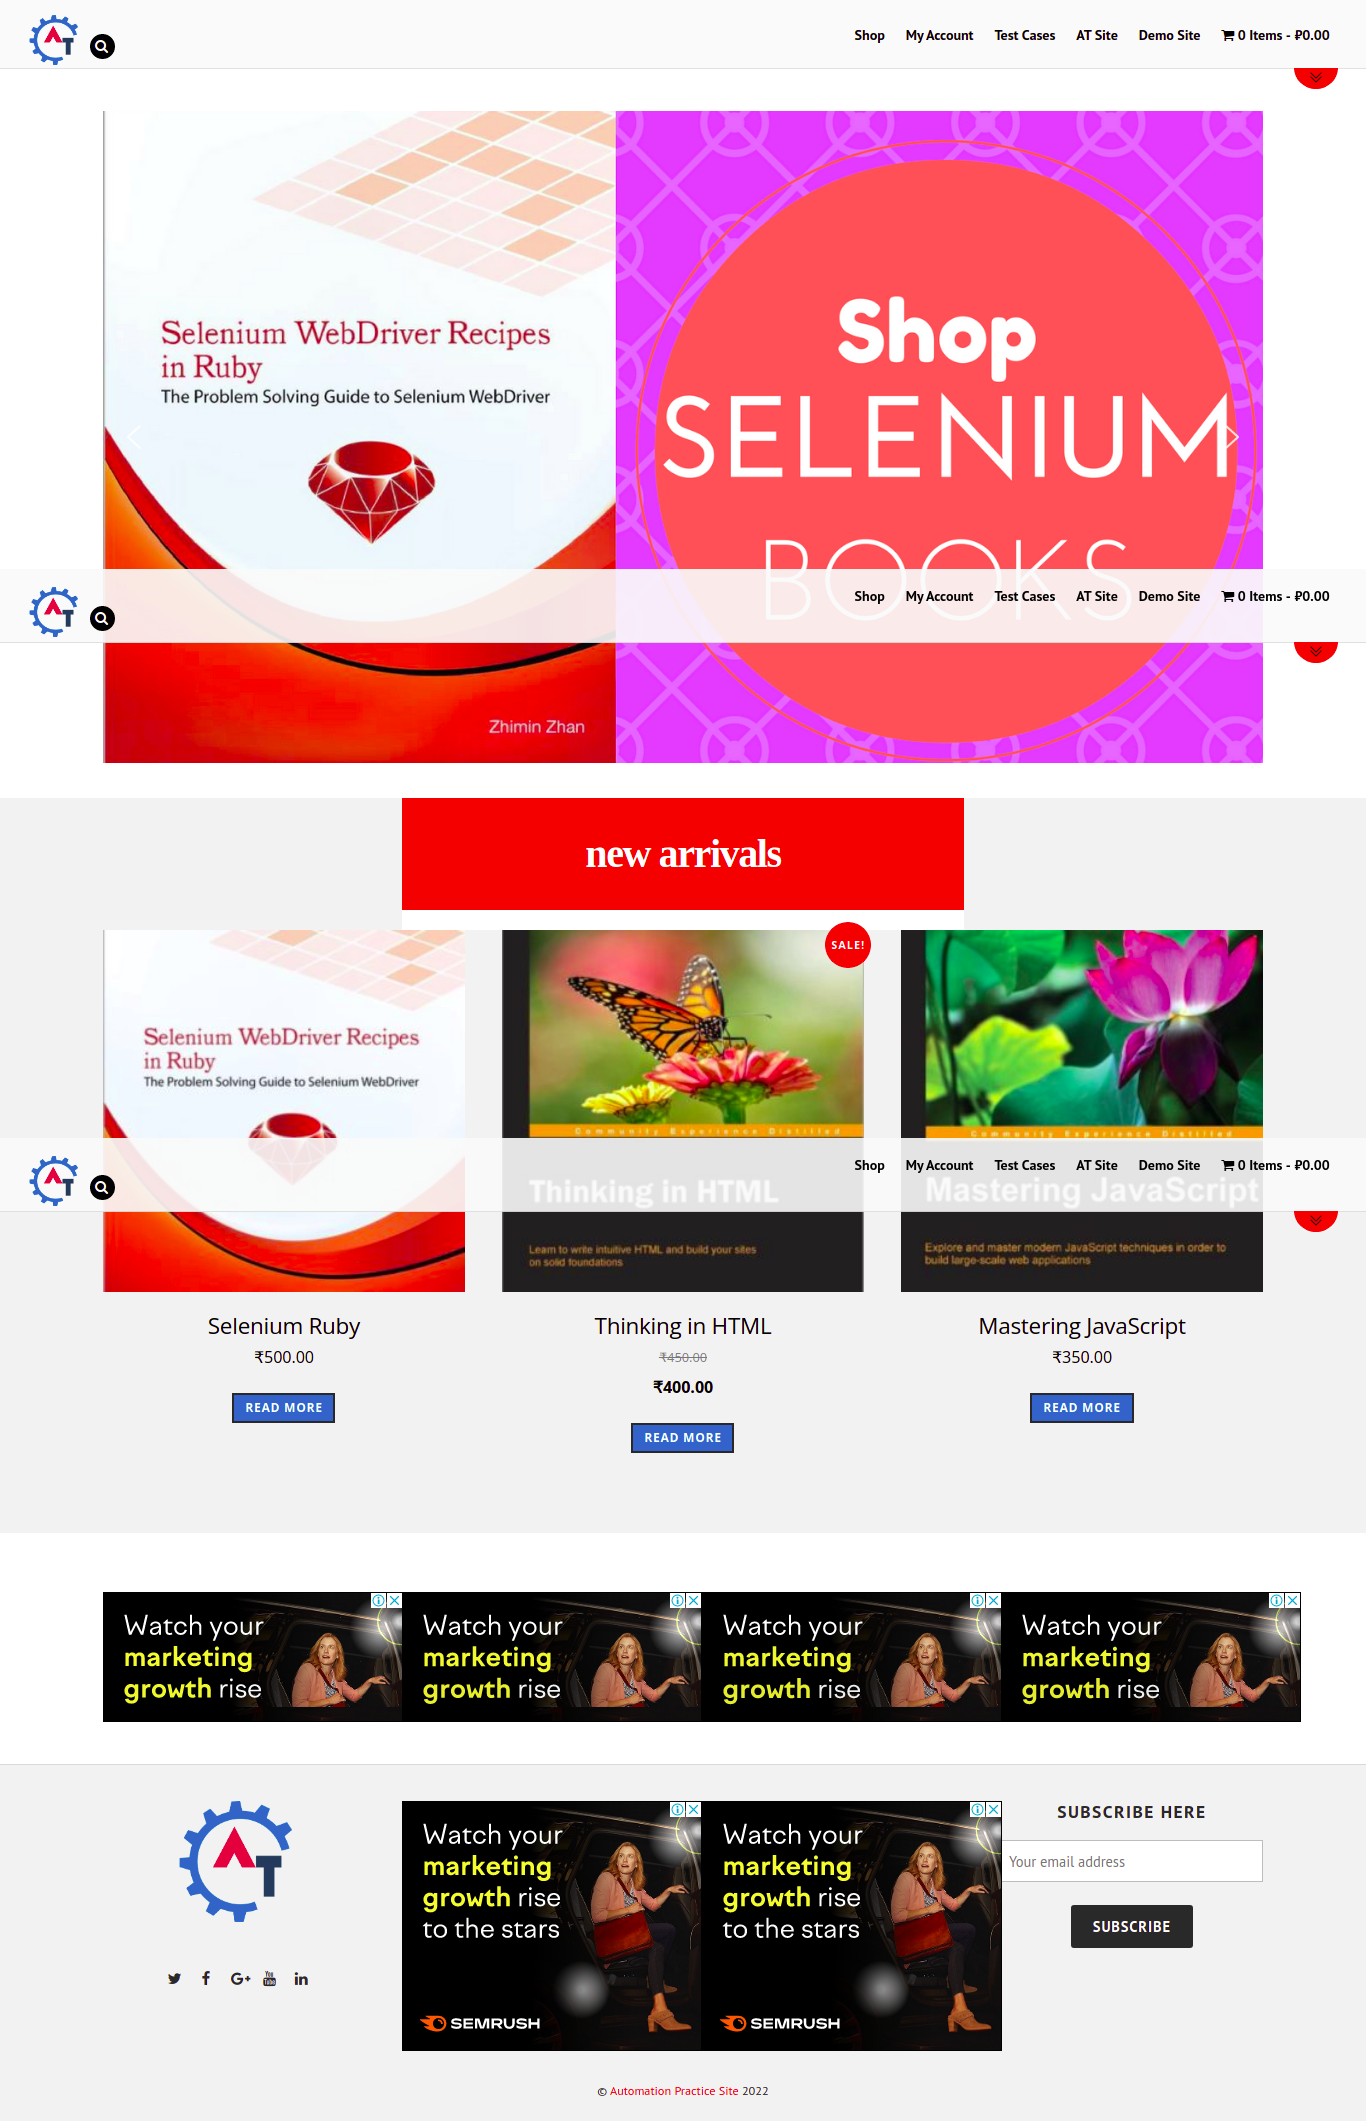 AT
Shop My Account Test Cases AT Site Demo Site 0 Items - ₽0.00
Selenium WebDriver Recipes
in Ruby
The Problem Solving Guide to Selenium WebDriver
Shop
SELENIUM
BOOKS
AT
Shop My Account Test Cases AT Site Demo Site 0 Items - ₽0.00
Zhimin Zhan
new arrivals
SALE!
Selenium WebDriver Recipes
in Ruby
The Problem Solving Guide to Selenium WebDriver
Community Experience Distilled
Community Experience Distilled
AT
Shop My Account Test Cases AT Site Demo Site 0 Items - ₽0.00
Thinking in HTML
Mastering JavaScript
Learn to write intuitive HTML and build your sites
on solid foundations
Explore and master modern JavaScript techniques in order to
build large-scale web applications
Selenium Ruby
₹500.00
READ MORE
Thinking in HTML
₹450.00
₹400.00
READ MORE
Mastering JavaScript
₹350.00
READ MORE
Watch your
marketing
growth rise
Watch your
marketing
growth rise
Watch your
marketing
growth rise
Watch your
marketing
growth rise
AT
Watch your
marketing
growth rise
to the stars
SEMRUSH
Watch your
marketing
growth rise
to the stars
SEMRUSH
SUBSCRIBE HERE
Your email address
SUBSCRIBE
© Automation Practice Site 2022